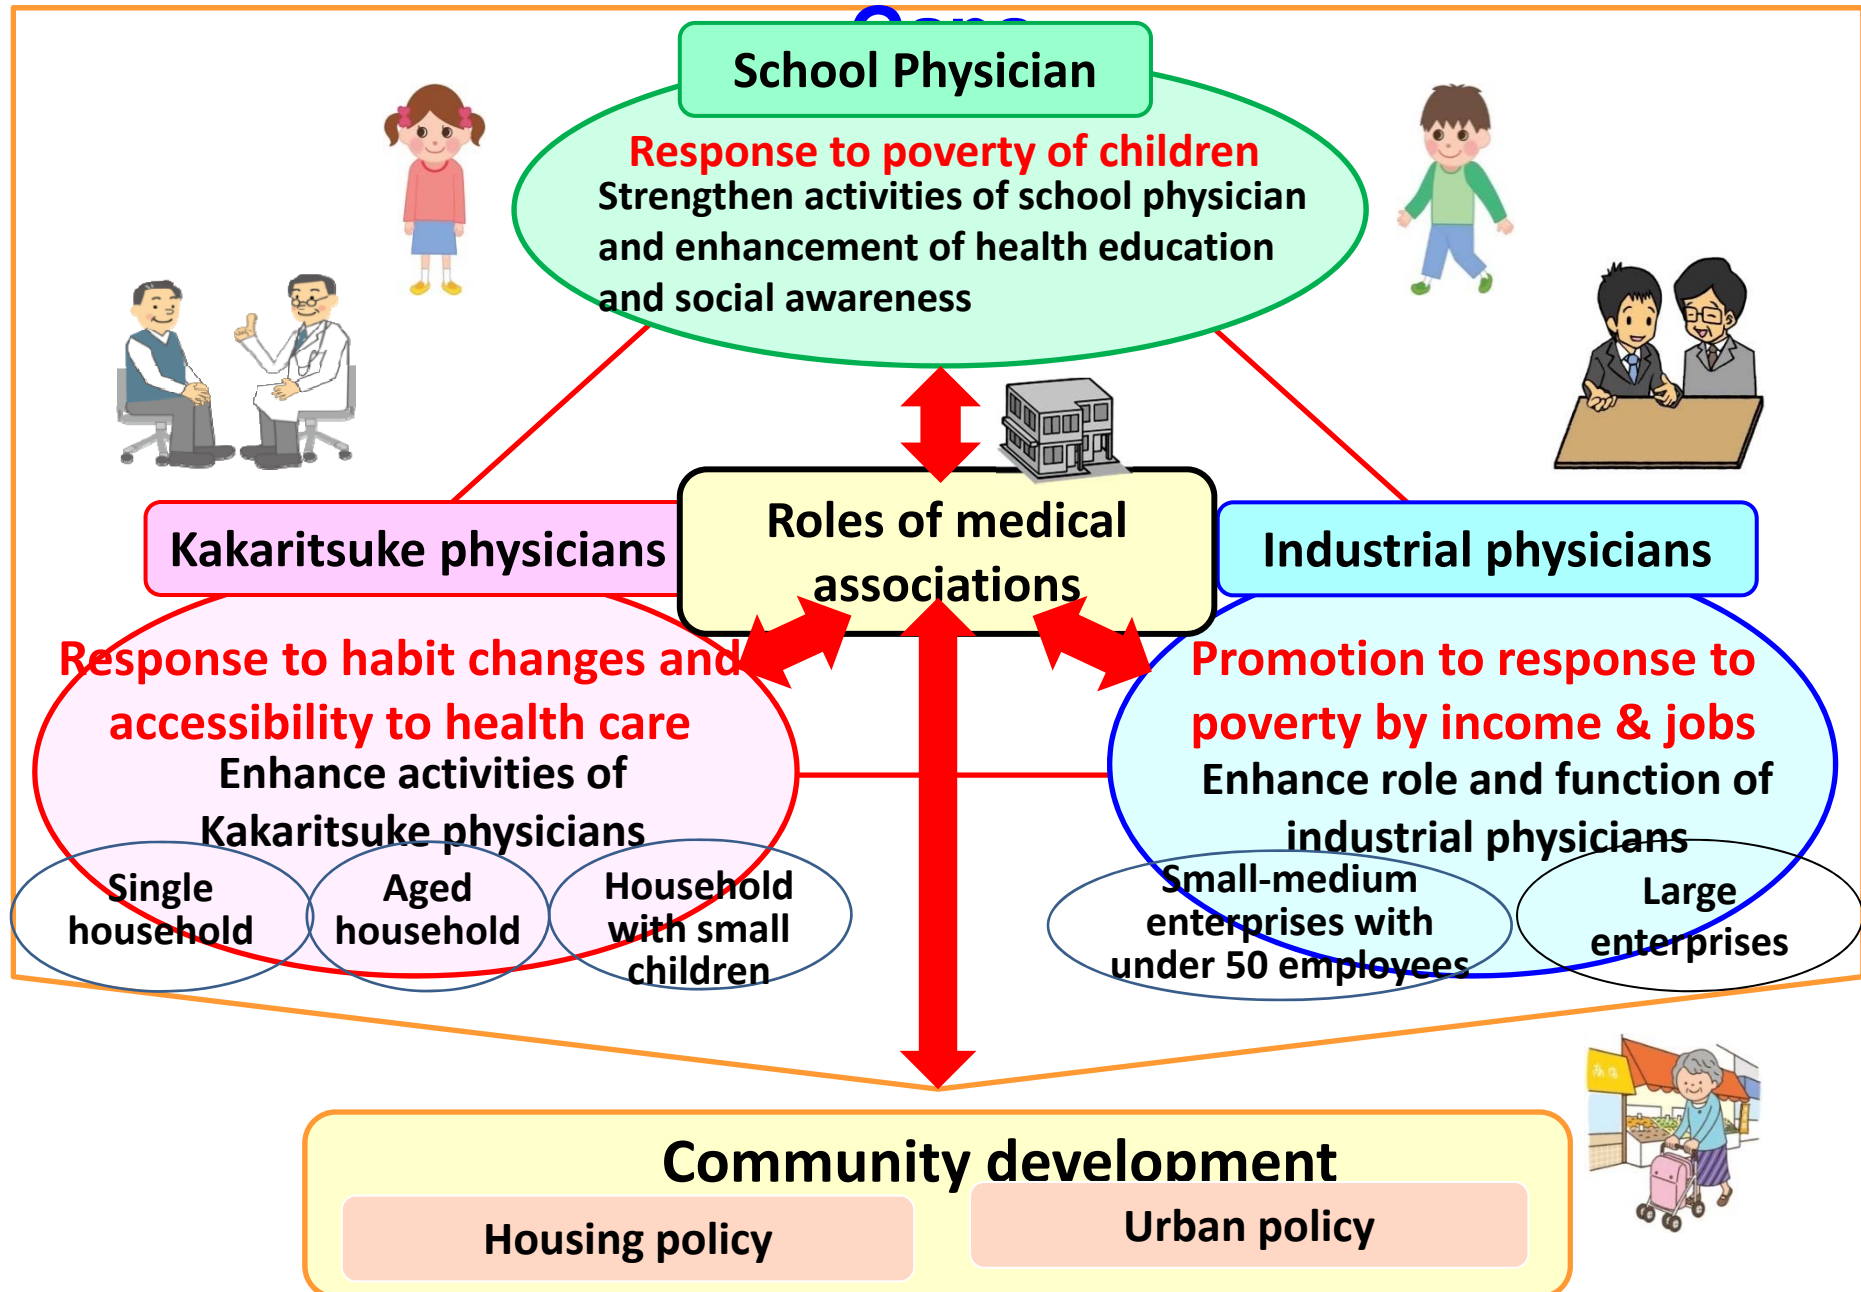 School Physician
Response to poverty of children
Strengthen activities of school physician
and enhancement of health education
and social awareness
Roles of medical
associations
Kakaritsuke physicians
Response to habit changes and
accessibility to health care
Enhance activities of
Kakaritsuke physicians
Single
household
Aged
household
Household
with small
children
Industrial physicians
Promotion to response to
poverty by income & jobs
Enhance role and function of
industrial physicians
Small-medium
enterprises with
under 50 employees
Large
enterprises
Community development
Housing policy
Urban policy